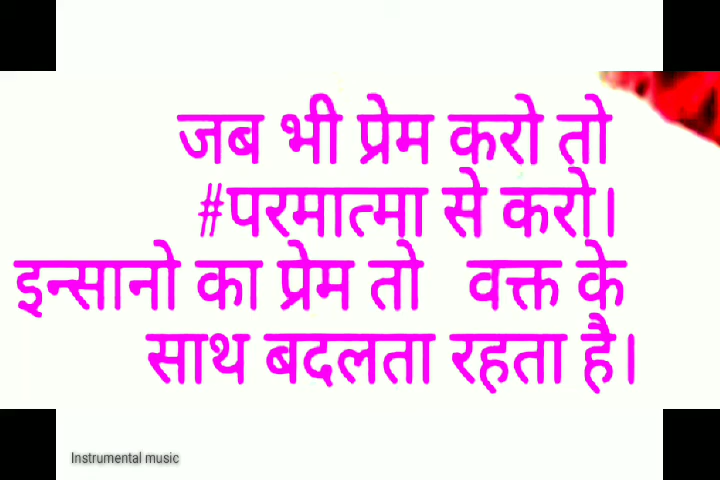 जब भी प्रेम करो तो
#परमात्मा से करो।
इन्सानो का प्रेम तो वक्त के
साथ बदलता रहता है।
Instrumental music